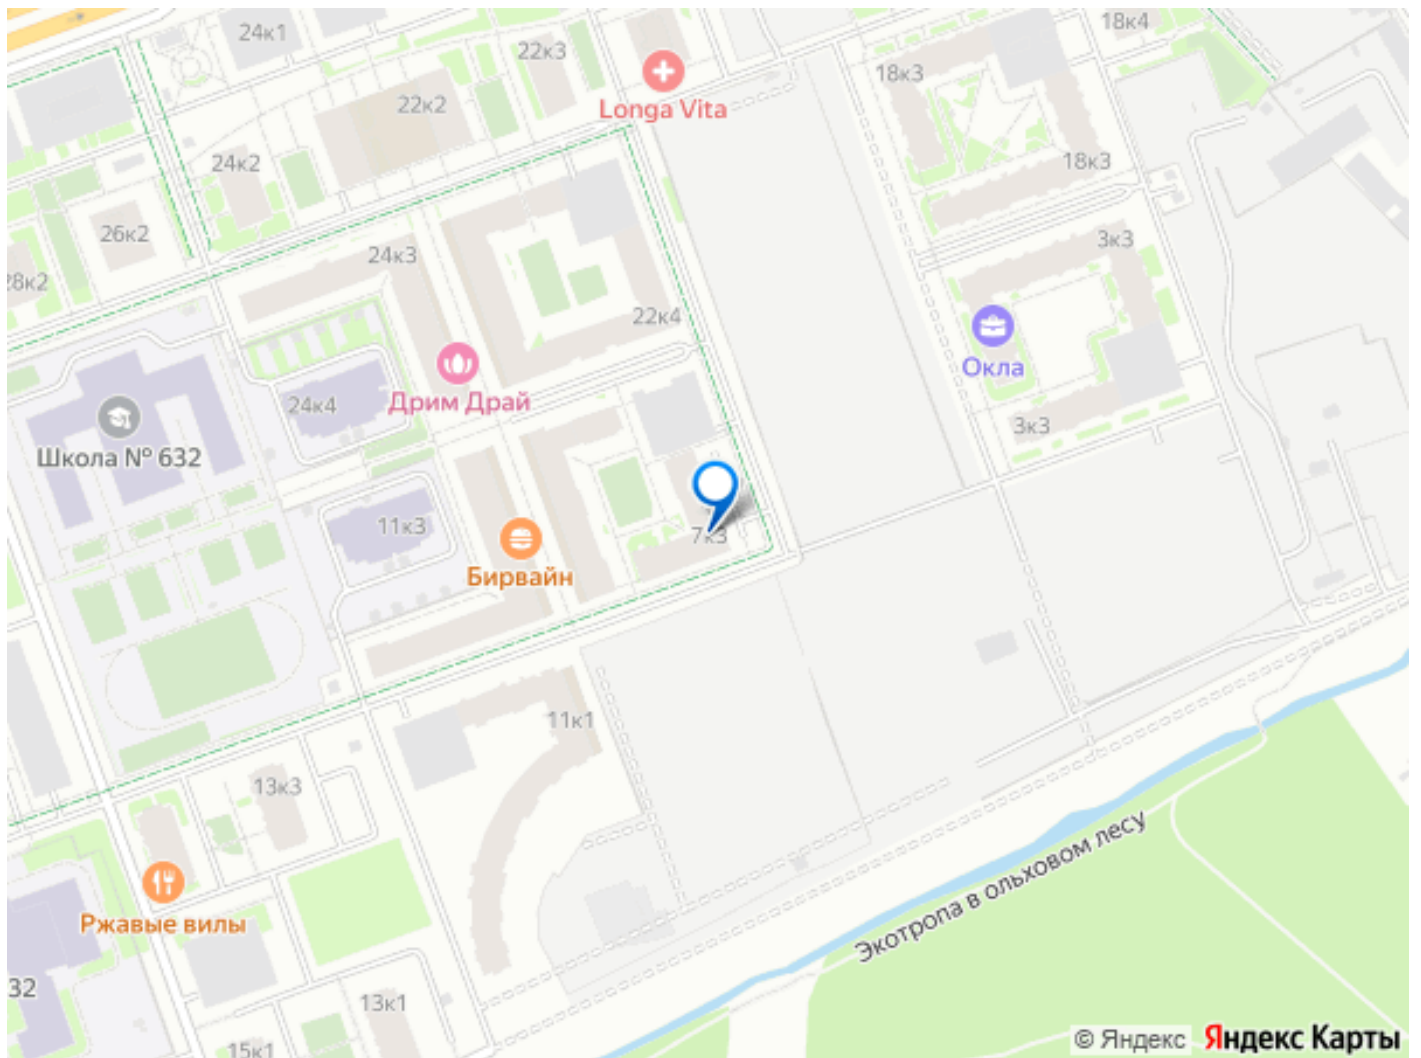 24к1
22к3
18к4
18к3
Longa Vita
22к2
24к2
18к3
26к2
24к3
3к3
28к2
22к4
Окла
Дрим Драй
24к4
3к3
Школа № 632
11к3
7к3
Бирвайн
11к1
13к3
Экотропа в ольховом лесу
Ржавые вилы
32
13к1
15к1
© Яндекс Яндекс Карты